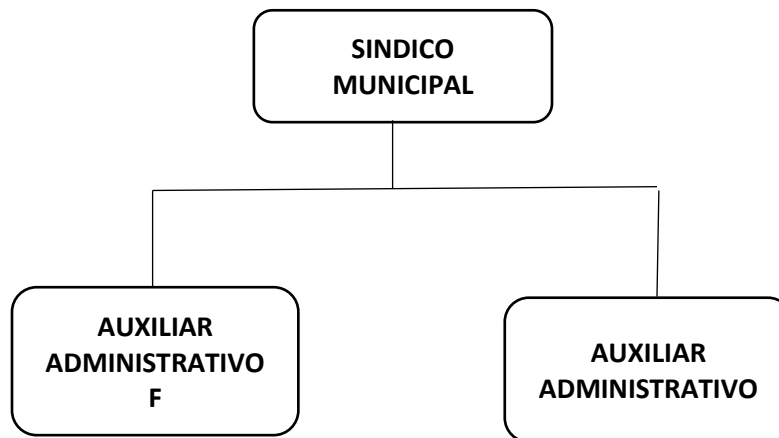 SINDICO
MUNICIPAL
AUXILIAR
ADMINISTRATIVO
F
AUXILIAR
ADMINISTRATIVO